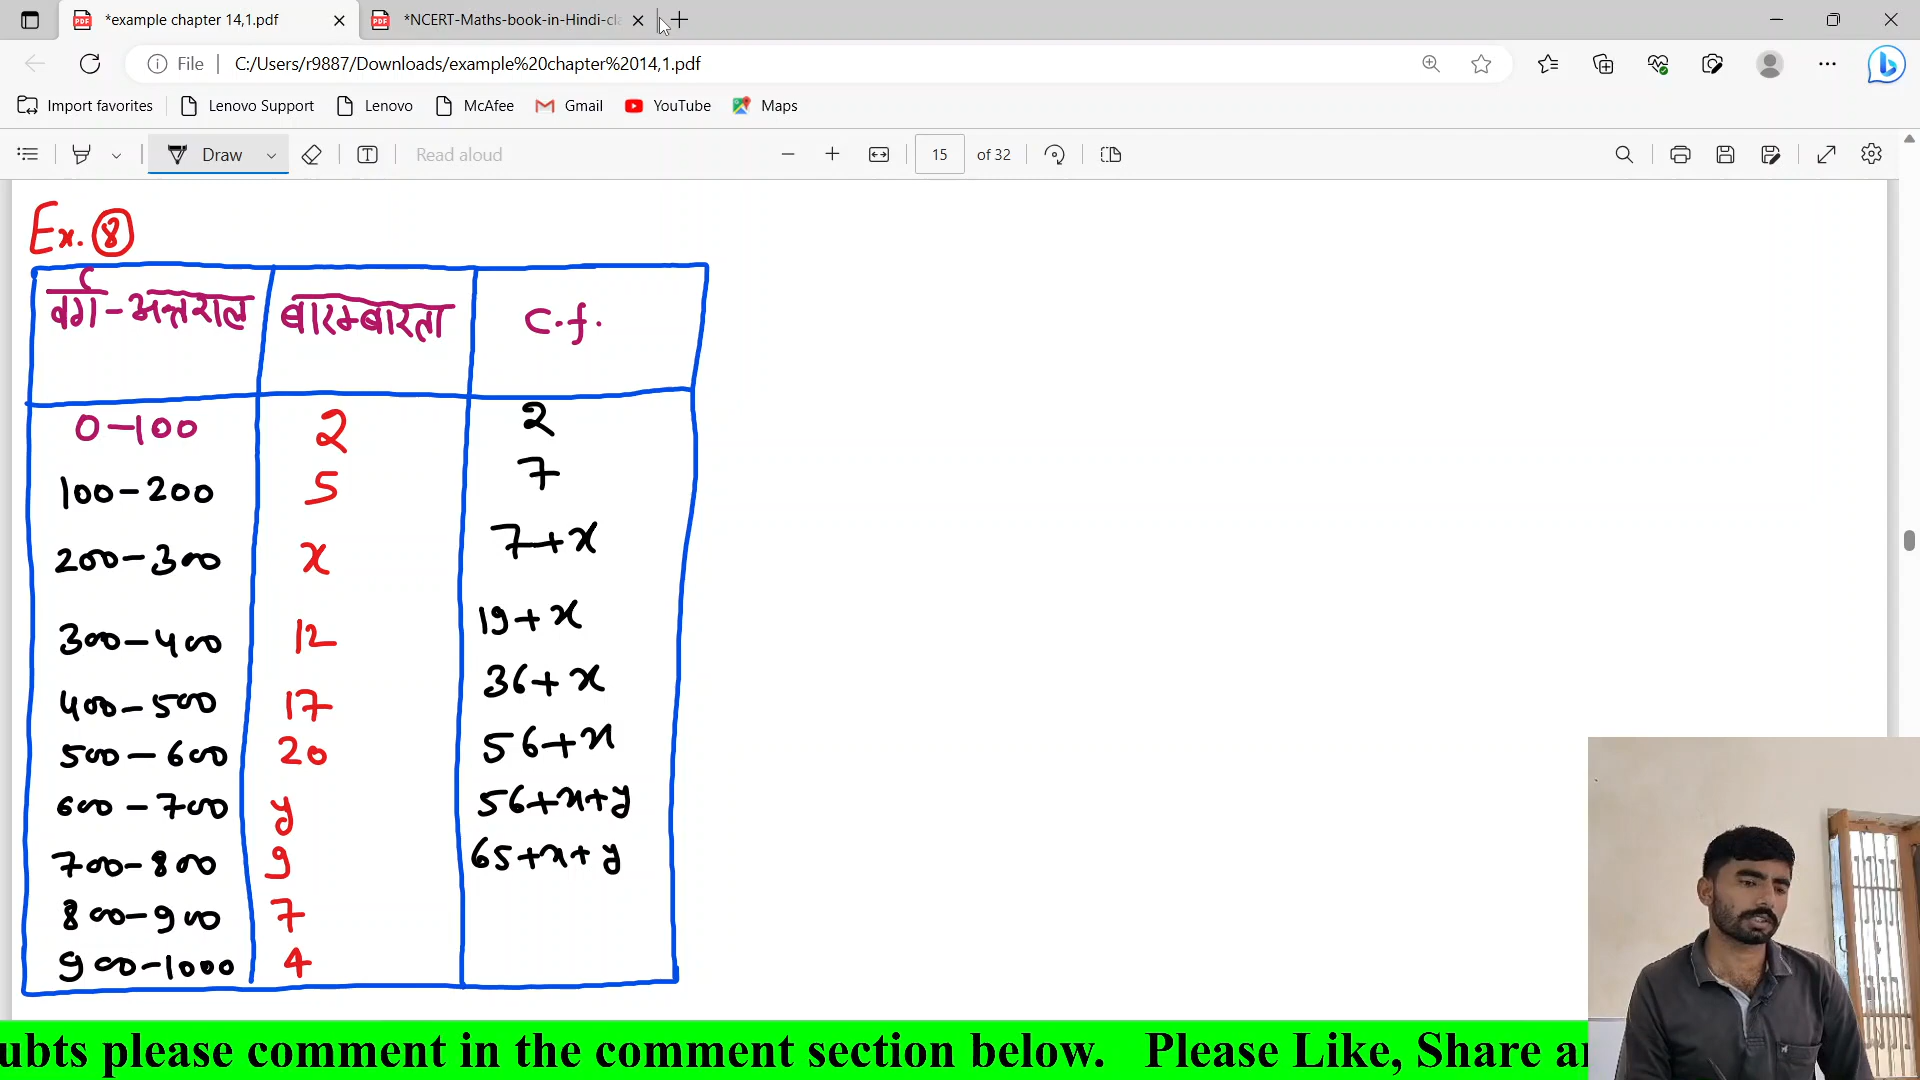 *example chapter 14,1.pdf
*NCERT-Maths-book-in-Hindi-cla
File
C:/Users/r9887/Downloads/example%20chapter%2014,1.pdf
Import favorites
Lenovo Support
Lenovo
McAfee
Gmail
YouTube
Maps
Draw
Read aloud
15
of 32
Ex. 8
वर्ग-अन्तराल बारम्बारता c.f.
0-100 2 2
100-200 5 7
200-300 x 7+x
300-400 12 19+x
400-500 17 36+x
500-600 20 56+x
600-700 y 56+x+y
700-800 9 65+x+y
800-900 7
900-1000 4
ubts please comment in the comment section below. Please Like, Share